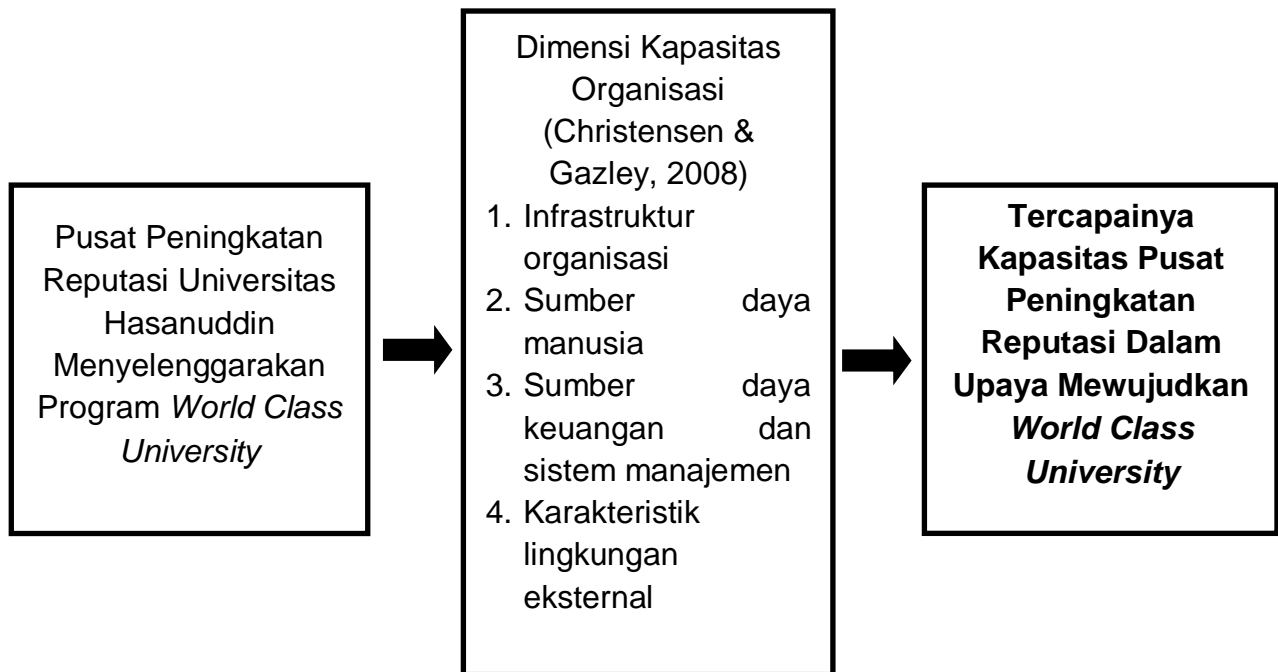 Pusat Peningkatan
Reputasi Universitas
Hasanuddin
Menyelenggarakan
Program World Class
University
Dimensi Kapasitas
Organisasi
(Christensen &
Gazley, 2008)
1. Infrastruktur
organisasi
2. Sumber daya
manusia
3. Sumber daya
keuangan dan
sistem manajemen
4. Karakteristik
lingkungan
eksternal
Tercapainya
Kapasitas Pusat
Peningkatan
Reputasi Dalam
Upaya Mewujudkan
World Class
University